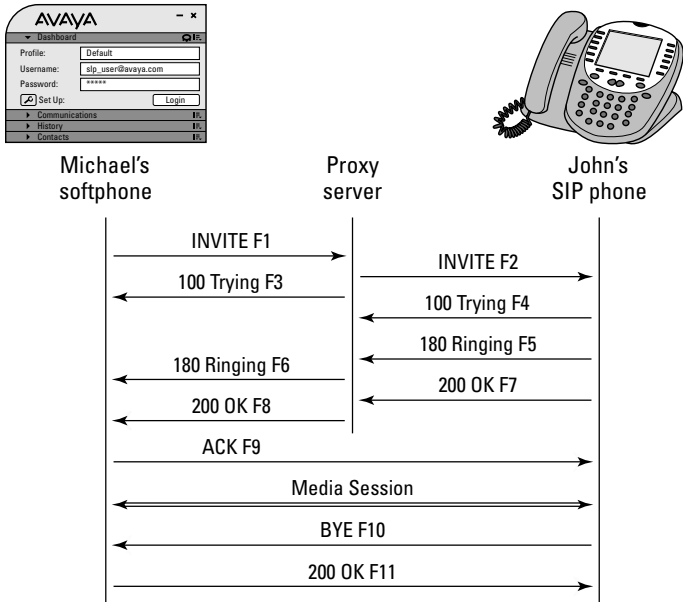 AVAYA
Dashboard
Profile: Default
Username: slp_user@avaya.com
Password: *****
Set Up: Login
Communications
History
Contacts
Michael's
softphone
Proxy
server
John's
SIP phone
INVITE F1
INVITE F2
100 Trying F3
100 Trying F4
180 Ringing F5
180 Ringing F6
200 OK F7
200 OK F8
ACK F9
Media Session
BYE F10
200 OK F11